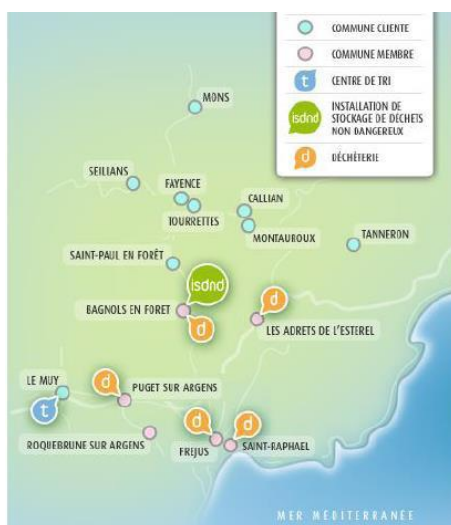 COMMUNE CLIENTE
COMMUNE MEMBRE
t CENTRE DE TRI
isdnd INSTALLATION DE
STOCKAGE DE DÉCHETS
NON DANGEREUX
d DÉCHÈTERIE
MONS
SEILLANS
FAYENCE
TOURRETTES
CALLIAN
MONTAUROUX
TANNERON
SAINT-PAUL EN FORÊT
isdnd
BAGNOLS EN FORET
d
d
LES ADRETS DE L'ESTEREL
LE MUY
t
d
PUGET SUR ARGENS
ROQUEBRUNE SUR ARGENS
d
FREJUS
d
SAINT-RAPHAEL
MER MÉDITERRANÉE